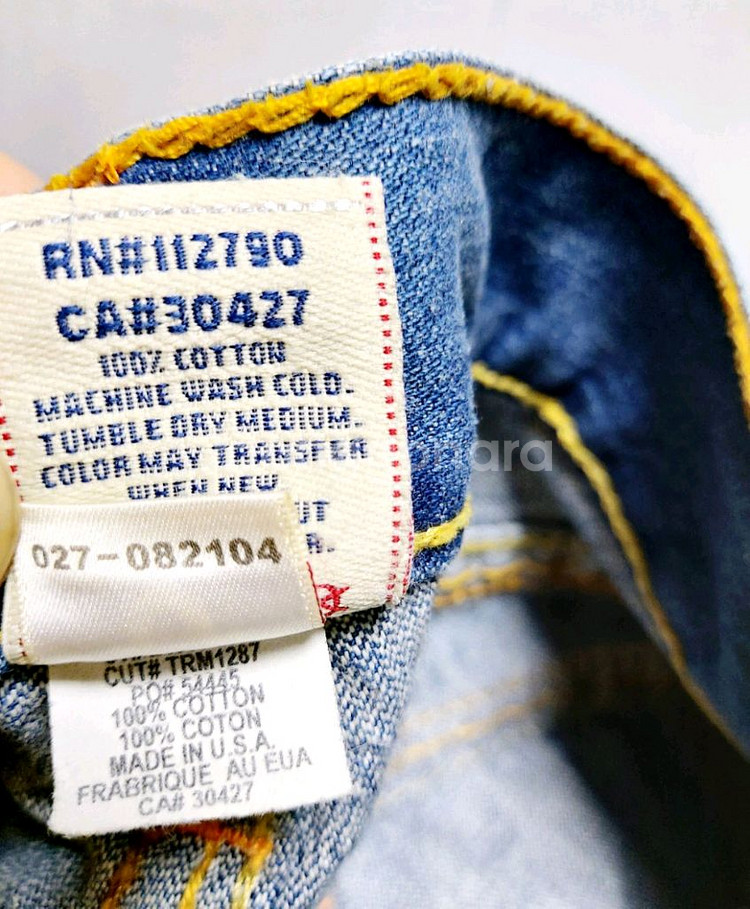 RN#112790
CA#30427
100% COTTON
MACHINE WASH COLD.
TUMBLE DRY MEDIUM.
COLOR MAY TRANSFER
WHEN NEW
027-082104
CUT# TRM1287
PO# 54445
100% COTTON
100% COTON
MADE IN U.S.A.
FRABRIQUE AU EUA
CA# 30427